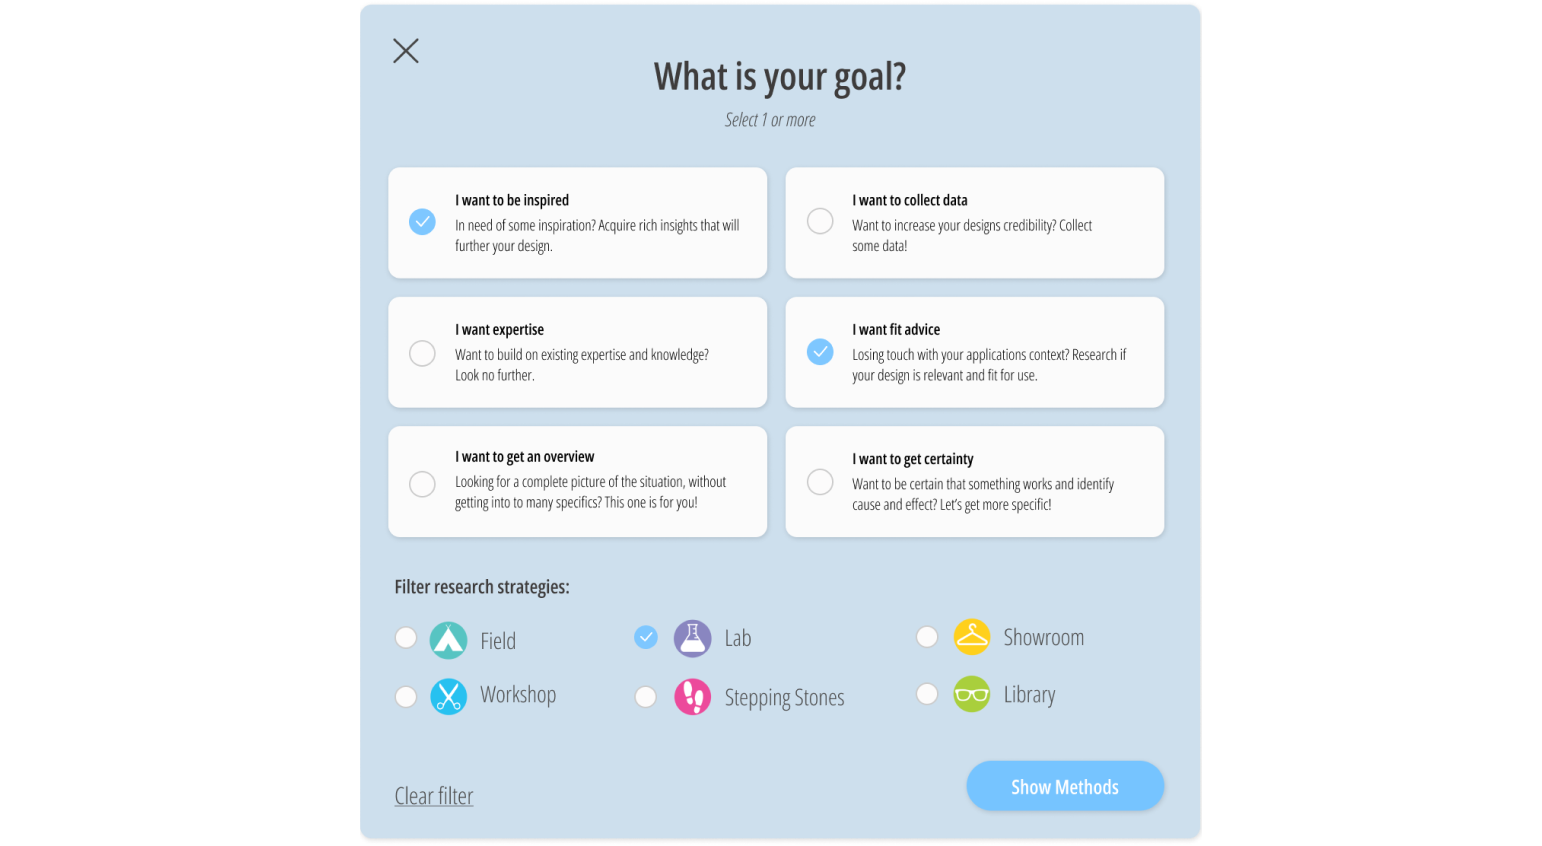 What is your goal?
Select 1 or more
I want to be inspired
In need of some inspiration? Acquire rich insights that will
further your design.
I want to collect data
Want to increase your designs credibility? Collect
some data!
I want expertise
Want to build on existing expertise and knowledge?
Look no further.
I want fit advice
Losing touch with your applications context? Research if
your design is relevant and fit for use.
I want to get an overview
Looking for a complete picture of the situation, without
getting into to many specifics? This one is for you!
I want to get certainty
Want to be certain that something works and identify
cause and effect? Let’s get more specific!
Filter research strategies:
Field
Lab
Showroom
Workshop
Stepping Stones
Library
Clear filter
Show Methods